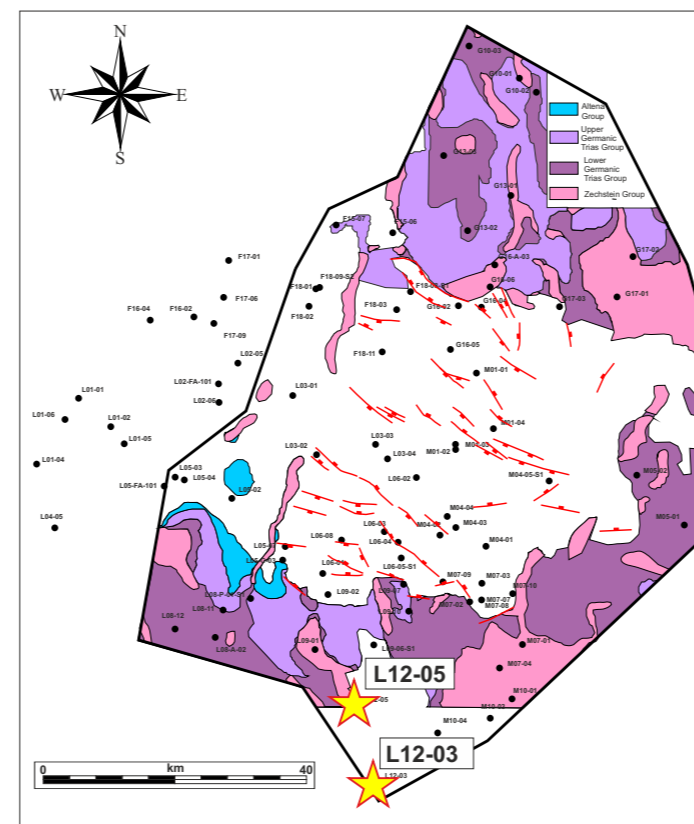 N
W E
S
G10-03
G10-01
G10-02
Altena
Group
Upper
Germanic
Trias Group
Lower
Germanic
Trias Group
Zechstein Group
G13-01
G13-02
F15-07
F17-01
G17-02
F18-01
F18-09-S2
G17-01
F17-06
F18-02
F18-03
G18-02
G17-03
F16-04
F16-02
F17-09
F18-11
G16-05
L02-05
M01-01
L02-FA-101
L03-01
L02-06
L01-01
L01-06
L01-02
M01-04
L01-05
L03-03
M01-02
L03-02
L03-04
L01-04
L05-03
L05-04
L06-02
M04-05-S1
M05-02
L05-FA-101
L04-05
M04-04
M04-03
M05-01
L06-03
L06-08
L06-04
M04-01
L06-05-S1
M07-09
M07-03
L09-02
M07-10
M07-02
M07-07
M07-08
L08-11
L08-12
L08-A-02
L09-01
L09-06-S1
M07-01
M07-04
L12-05
M10-01
M10-02
M10-04
L12-03
L12-03
0 km 40